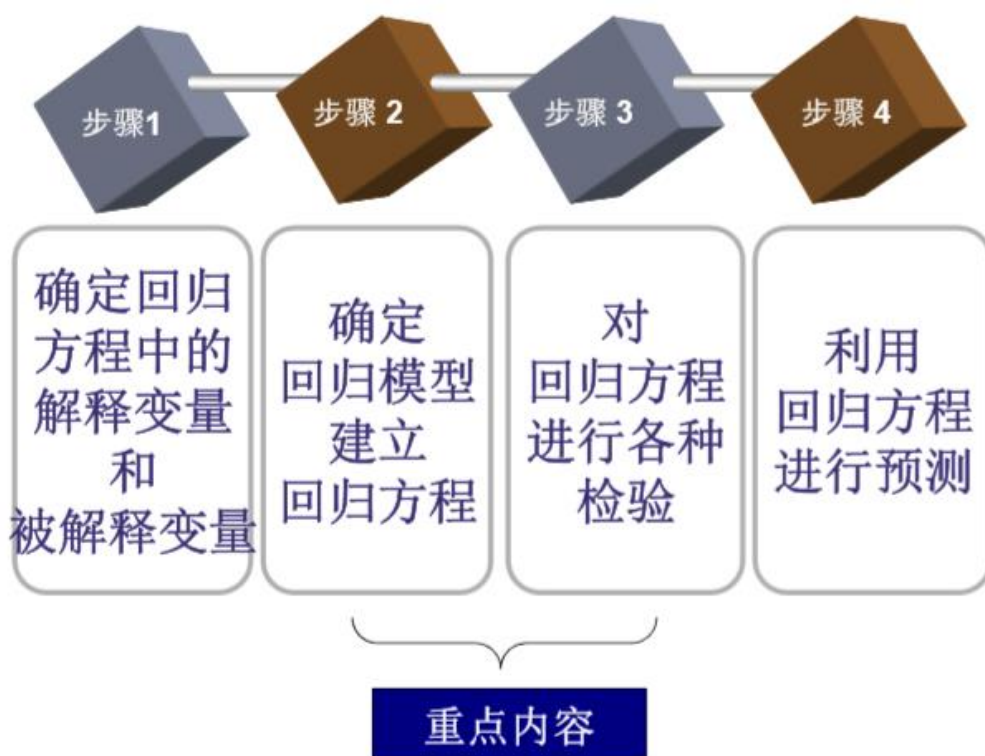 步骤1
步骤 2
步骤 3
步骤 4
确定回归
方程中的
解释变量
和
被解释变量
确定
回归模型
建立
回归方程
对
回归方程
进行各种
检验
利用
回归方程
进行预测
重点内容